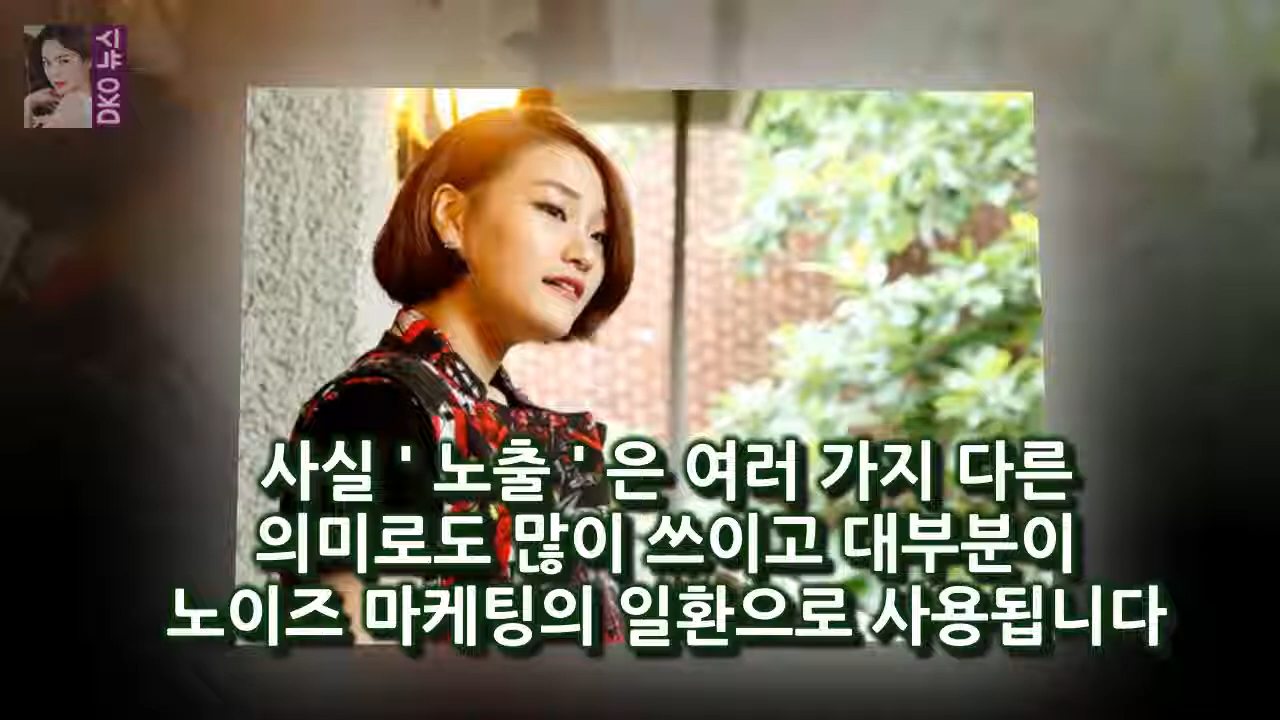 DKO 뉴스
사실 ' 노출 ' 은 여러 가지 다른
의미로도 많이 쓰이고 대부분이
노이즈 마케팅의 일환으로 사용됩니다